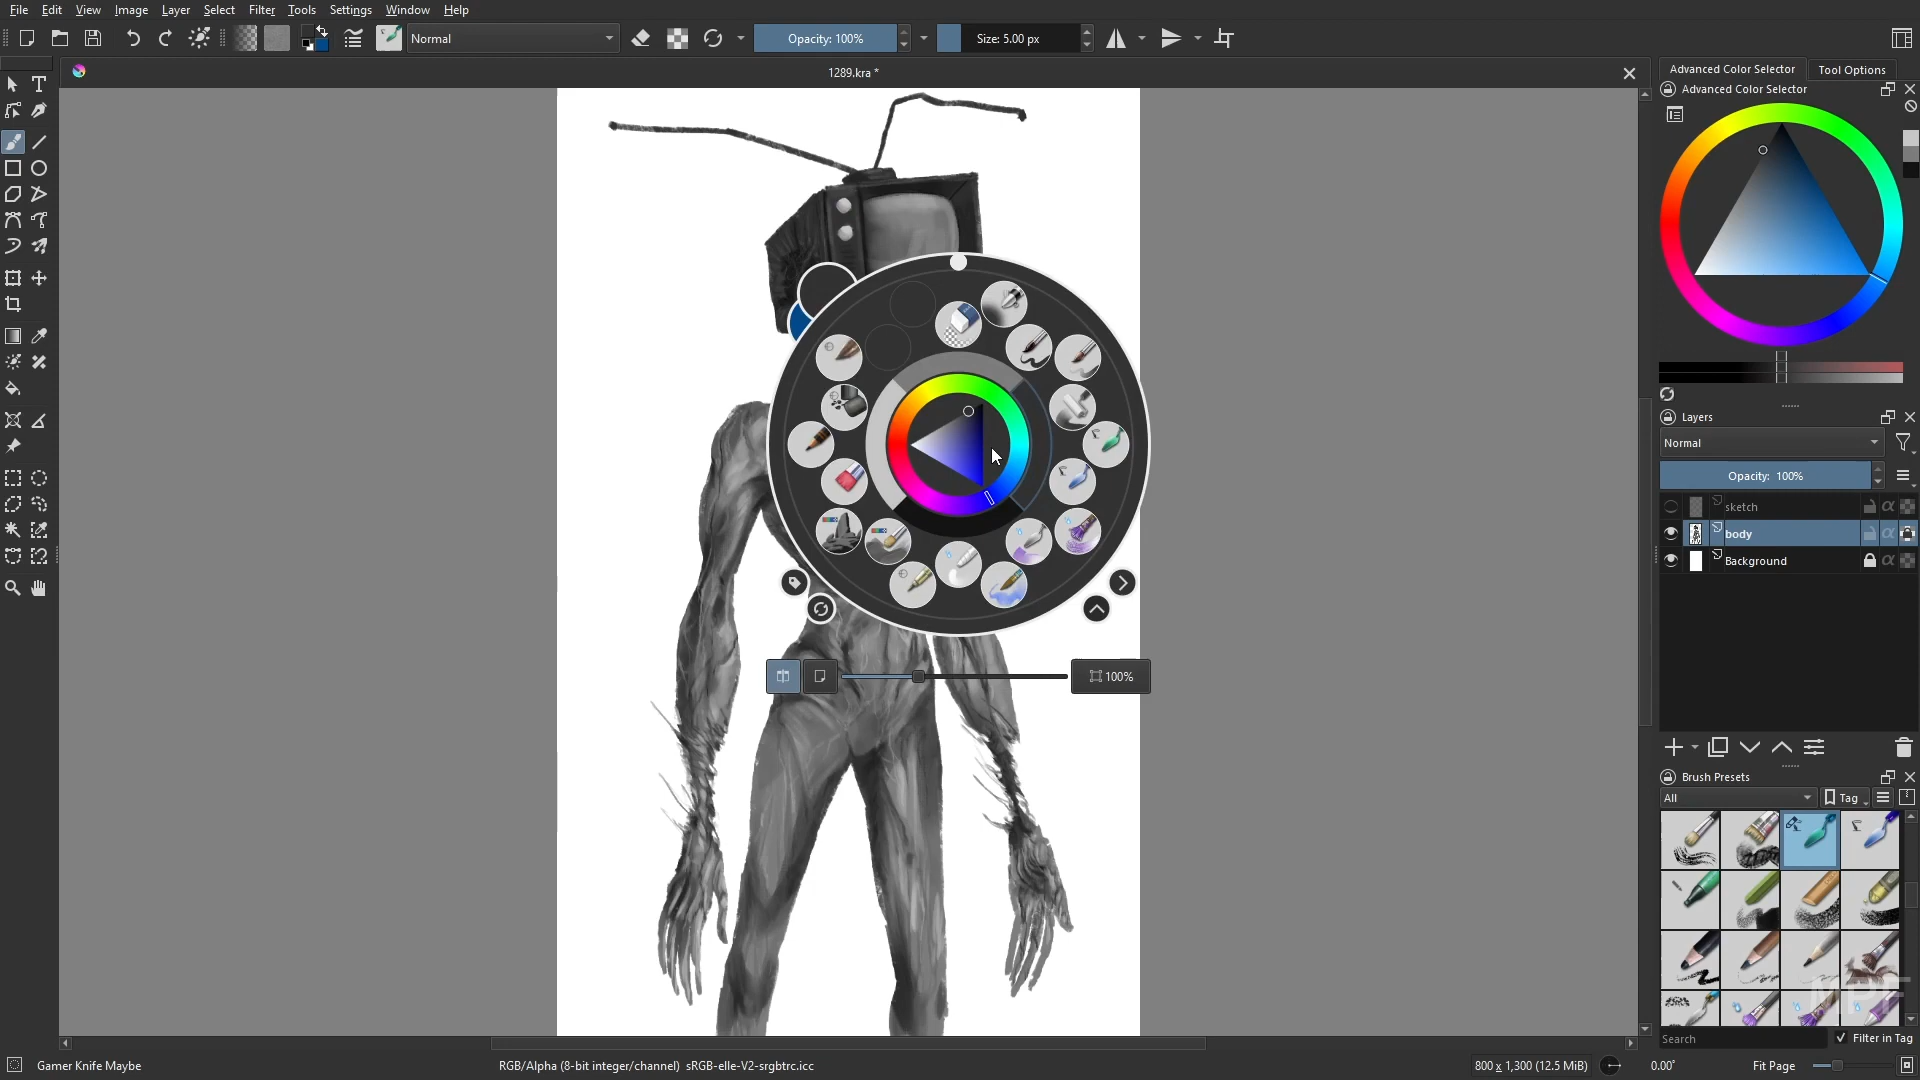 File Edit View Image Layer Select Filter Tools Settings Window Help
Normal
Opacity: 100%
Size: 5.00 px
1289.kra *
Advanced Color Selector
Tool Options
Advanced Color Selector
Layers
Normal
Opacity: 100%
sketch
body
Background
100%
Brush Presets
All
Tag
Search
Filter in Tag
Gamer Knife Maybe
RGB/Alpha (8-bit integer/channel) sRGB-elle-V2-srgbtrc.icc
800 x 1,300 (12.5 MiB)
0.00°
Fit Page